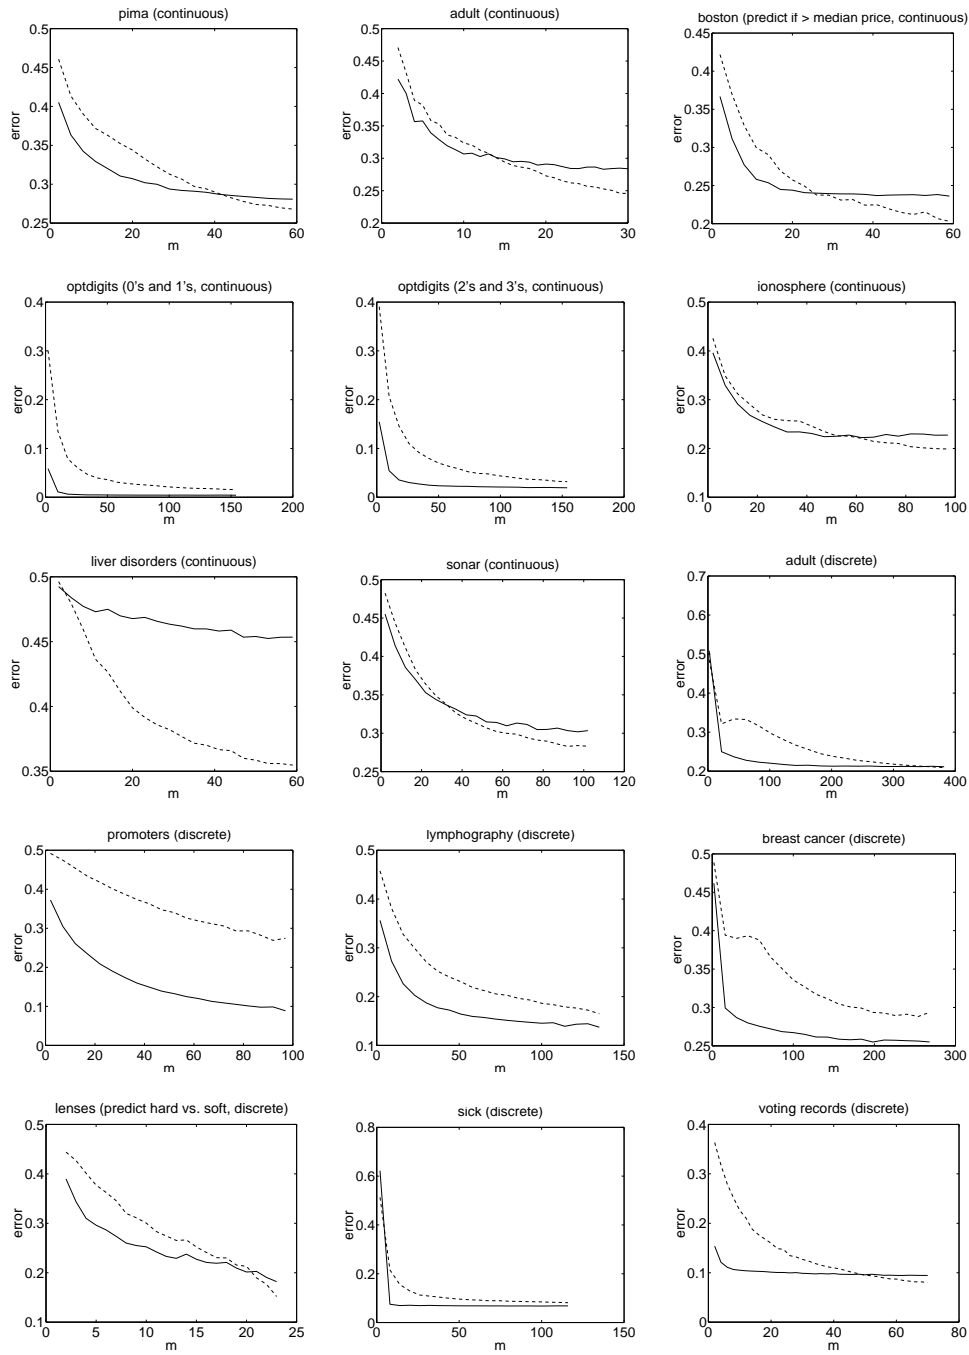 pima (continuous)
0.5
0.45
0.4
0.35
0.3
0.25
error
0 20 40 60
m
adult (continuous)
0.5
0.45
0.4
0.35
0.3
0.25
0.2
error
0 10 20 30
m
boston (predict if > median price, continuous)
0.45
0.4
0.35
0.3
0.25
0.2
error
0 20 40 60
m
optdigits (0's and 1's, continuous)
0.4
0.3
0.2
0.1
0
error
0 50 100 150 200
m
optdigits (2's and 3's, continuous)
0.4
0.3
0.2
0.1
0
error
0 50 100 150 200
m
ionosphere (continuous)
0.5
0.4
0.3
0.2
0.1
error
0 20 40 60 80 100
m
liver disorders (continuous)
0.5
0.45
0.4
0.35
error
0 20 40 60
m
sonar (continuous)
0.5
0.45
0.4
0.35
0.3
0.25
error
0 20 40 60 80 100 120
m
adult (discrete)
0.7
0.6
0.5
0.4
0.3
0.2
error
0 100 200 300 400
m
promoters (discrete)
0.5
0.4
0.3
0.2
0.1
0
error
0 20 40 60 80 100
m
lymphography (discrete)
0.5
0.4
0.3
0.2
0.1
error
0 50 100 150
m
breast cancer (discrete)
0.5
0.45
0.4
0.35
0.3
0.25
error
0 100 200 300
m
lenses (predict hard vs. soft, discrete)
0.5
0.4
0.3
0.2
0.1
error
0 5 10 15 20 25
m
sick (discrete)
0.8
0.6
0.4
0.2
0
error
0 50 100 150
m
voting records (discrete)
0.4
0.3
0.2
0.1
0
error
0 20 40 60 80
m